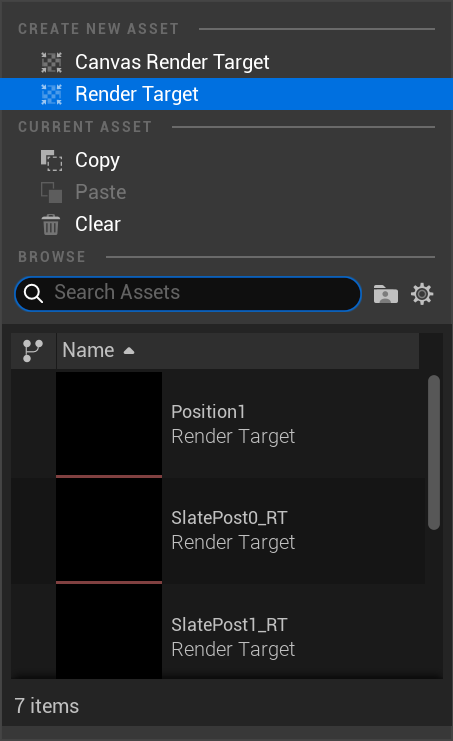 CREATE NEW ASSET
Canvas Render Target
Render Target
CURRENT ASSET
Copy
Paste
Clear
BROWSE
Search Assets
Name
Position1
Render Target
SlatePost0_RT
Render Target
SlatePost1_RT
Render Target
7 items